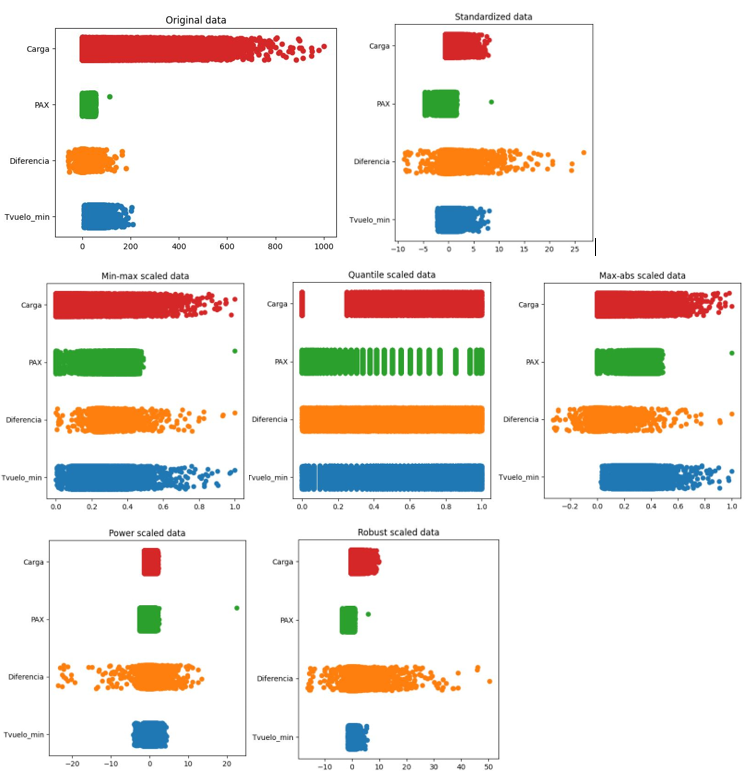 Original data
Carga
PAX
Diferencia
Tvuelo_min
0 200 400 600 800 1000
Standardized data
Carga
PAX
Diferencia
Tvuelo_min
−10 −5 0 5 10 15 20 25
Min-max scaled data
Carga
PAX
Diferencia
Tvuelo_min
0.0 0.2 0.4 0.6 0.8 1.0
Quantile scaled data
Carga
PAX
Diferencia
Tvuelo_min
0.0 0.2 0.4 0.6 0.8 1.0
Max-abs scaled data
Carga
PAX
Diferencia
Tvuelo_min
−0.2 0.0 0.2 0.4 0.6 0.8 1.0
Power scaled data
Carga
PAX
Diferencia
Tvuelo_min
−20 −10 0 10 20
Robust scaled data
Carga
PAX
Diferencia
Tvuelo_min
−10 0 10 20 30 40 50